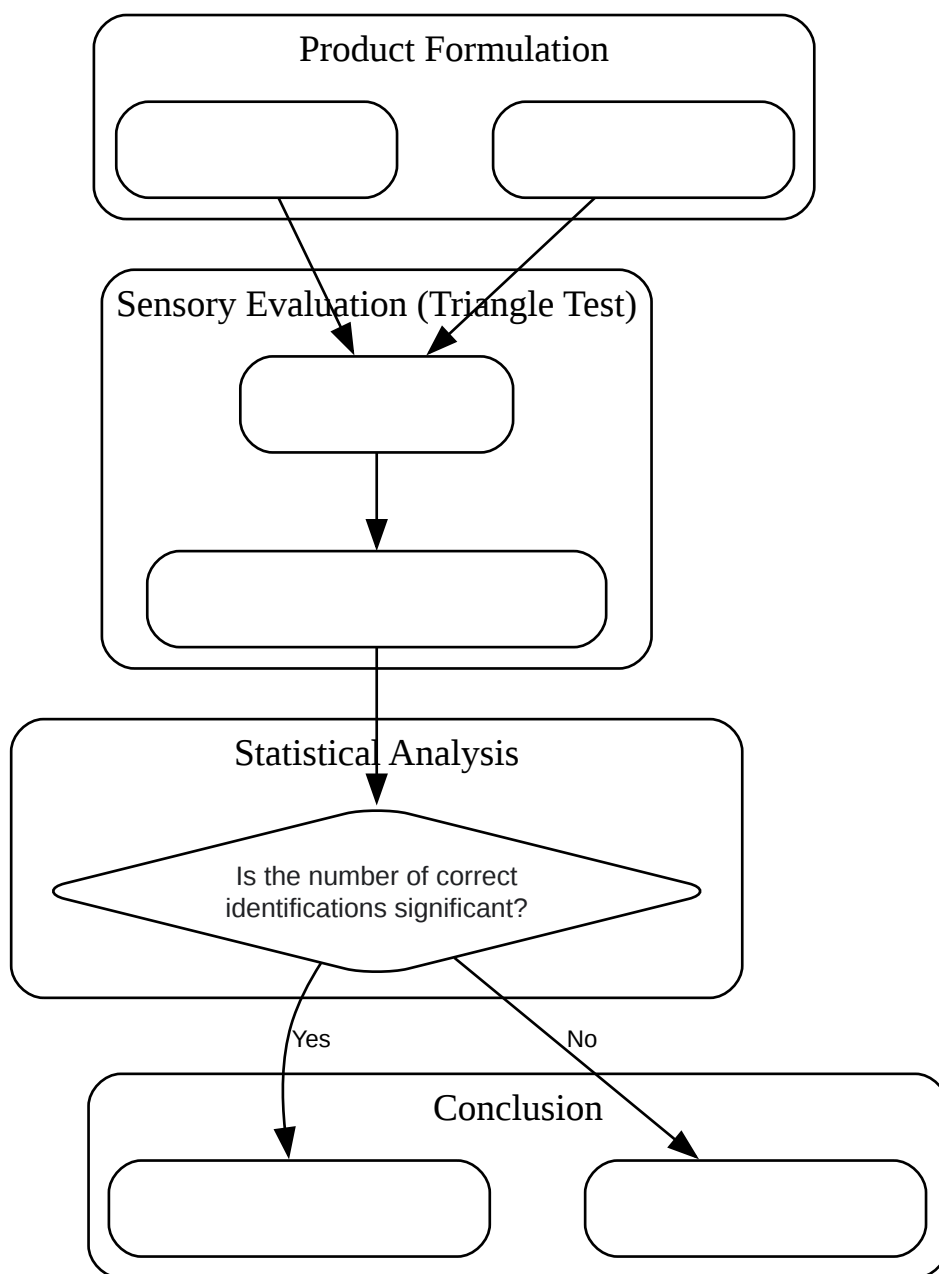 Product Formulation
Sensory Evaluation (Triangle Test)
Statistical Analysis
Is the number of correct
identifications significant?
Yes
No
Conclusion